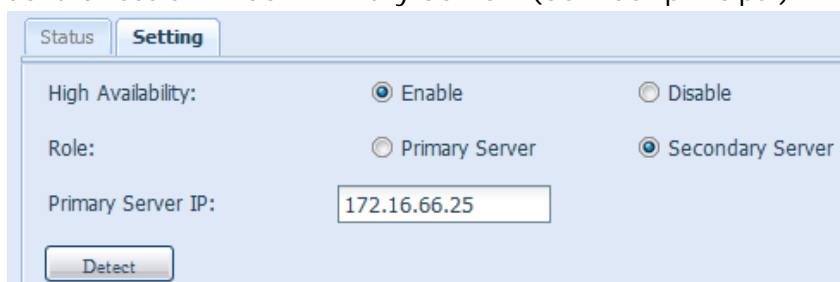 Status Setting
High Availability: Enable Disable
Role: Primary Server Secondary Server
Primary Server IP: 172.16.66.25
Detect